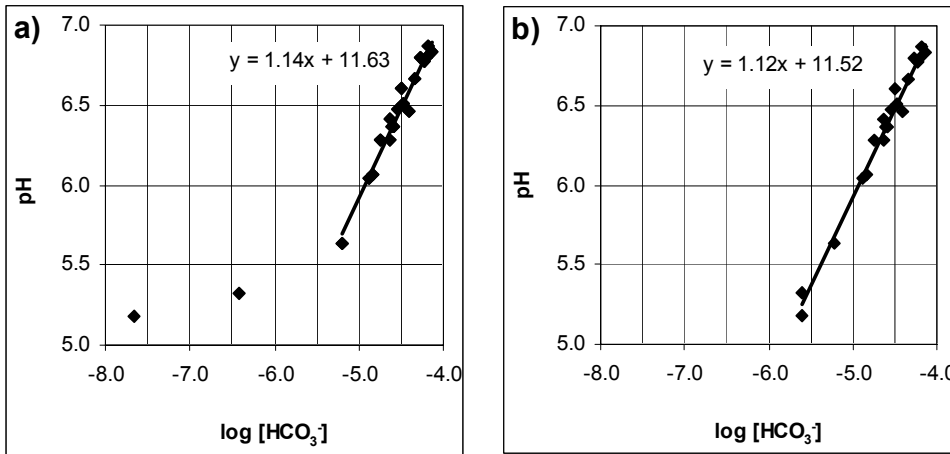 a)
y = 1.14x + 11.63
7.0
6.5
6.0
5.5
5.0
pH
-8.0 -7.0 -6.0 -5.0 -4.0
log [HCO₃⁻]
b)
y = 1.12x + 11.52
7.0
6.5
6.0
5.5
5.0
pH
-8.0 -7.0 -6.0 -5.0 -4.0
log [HCO₃⁻]